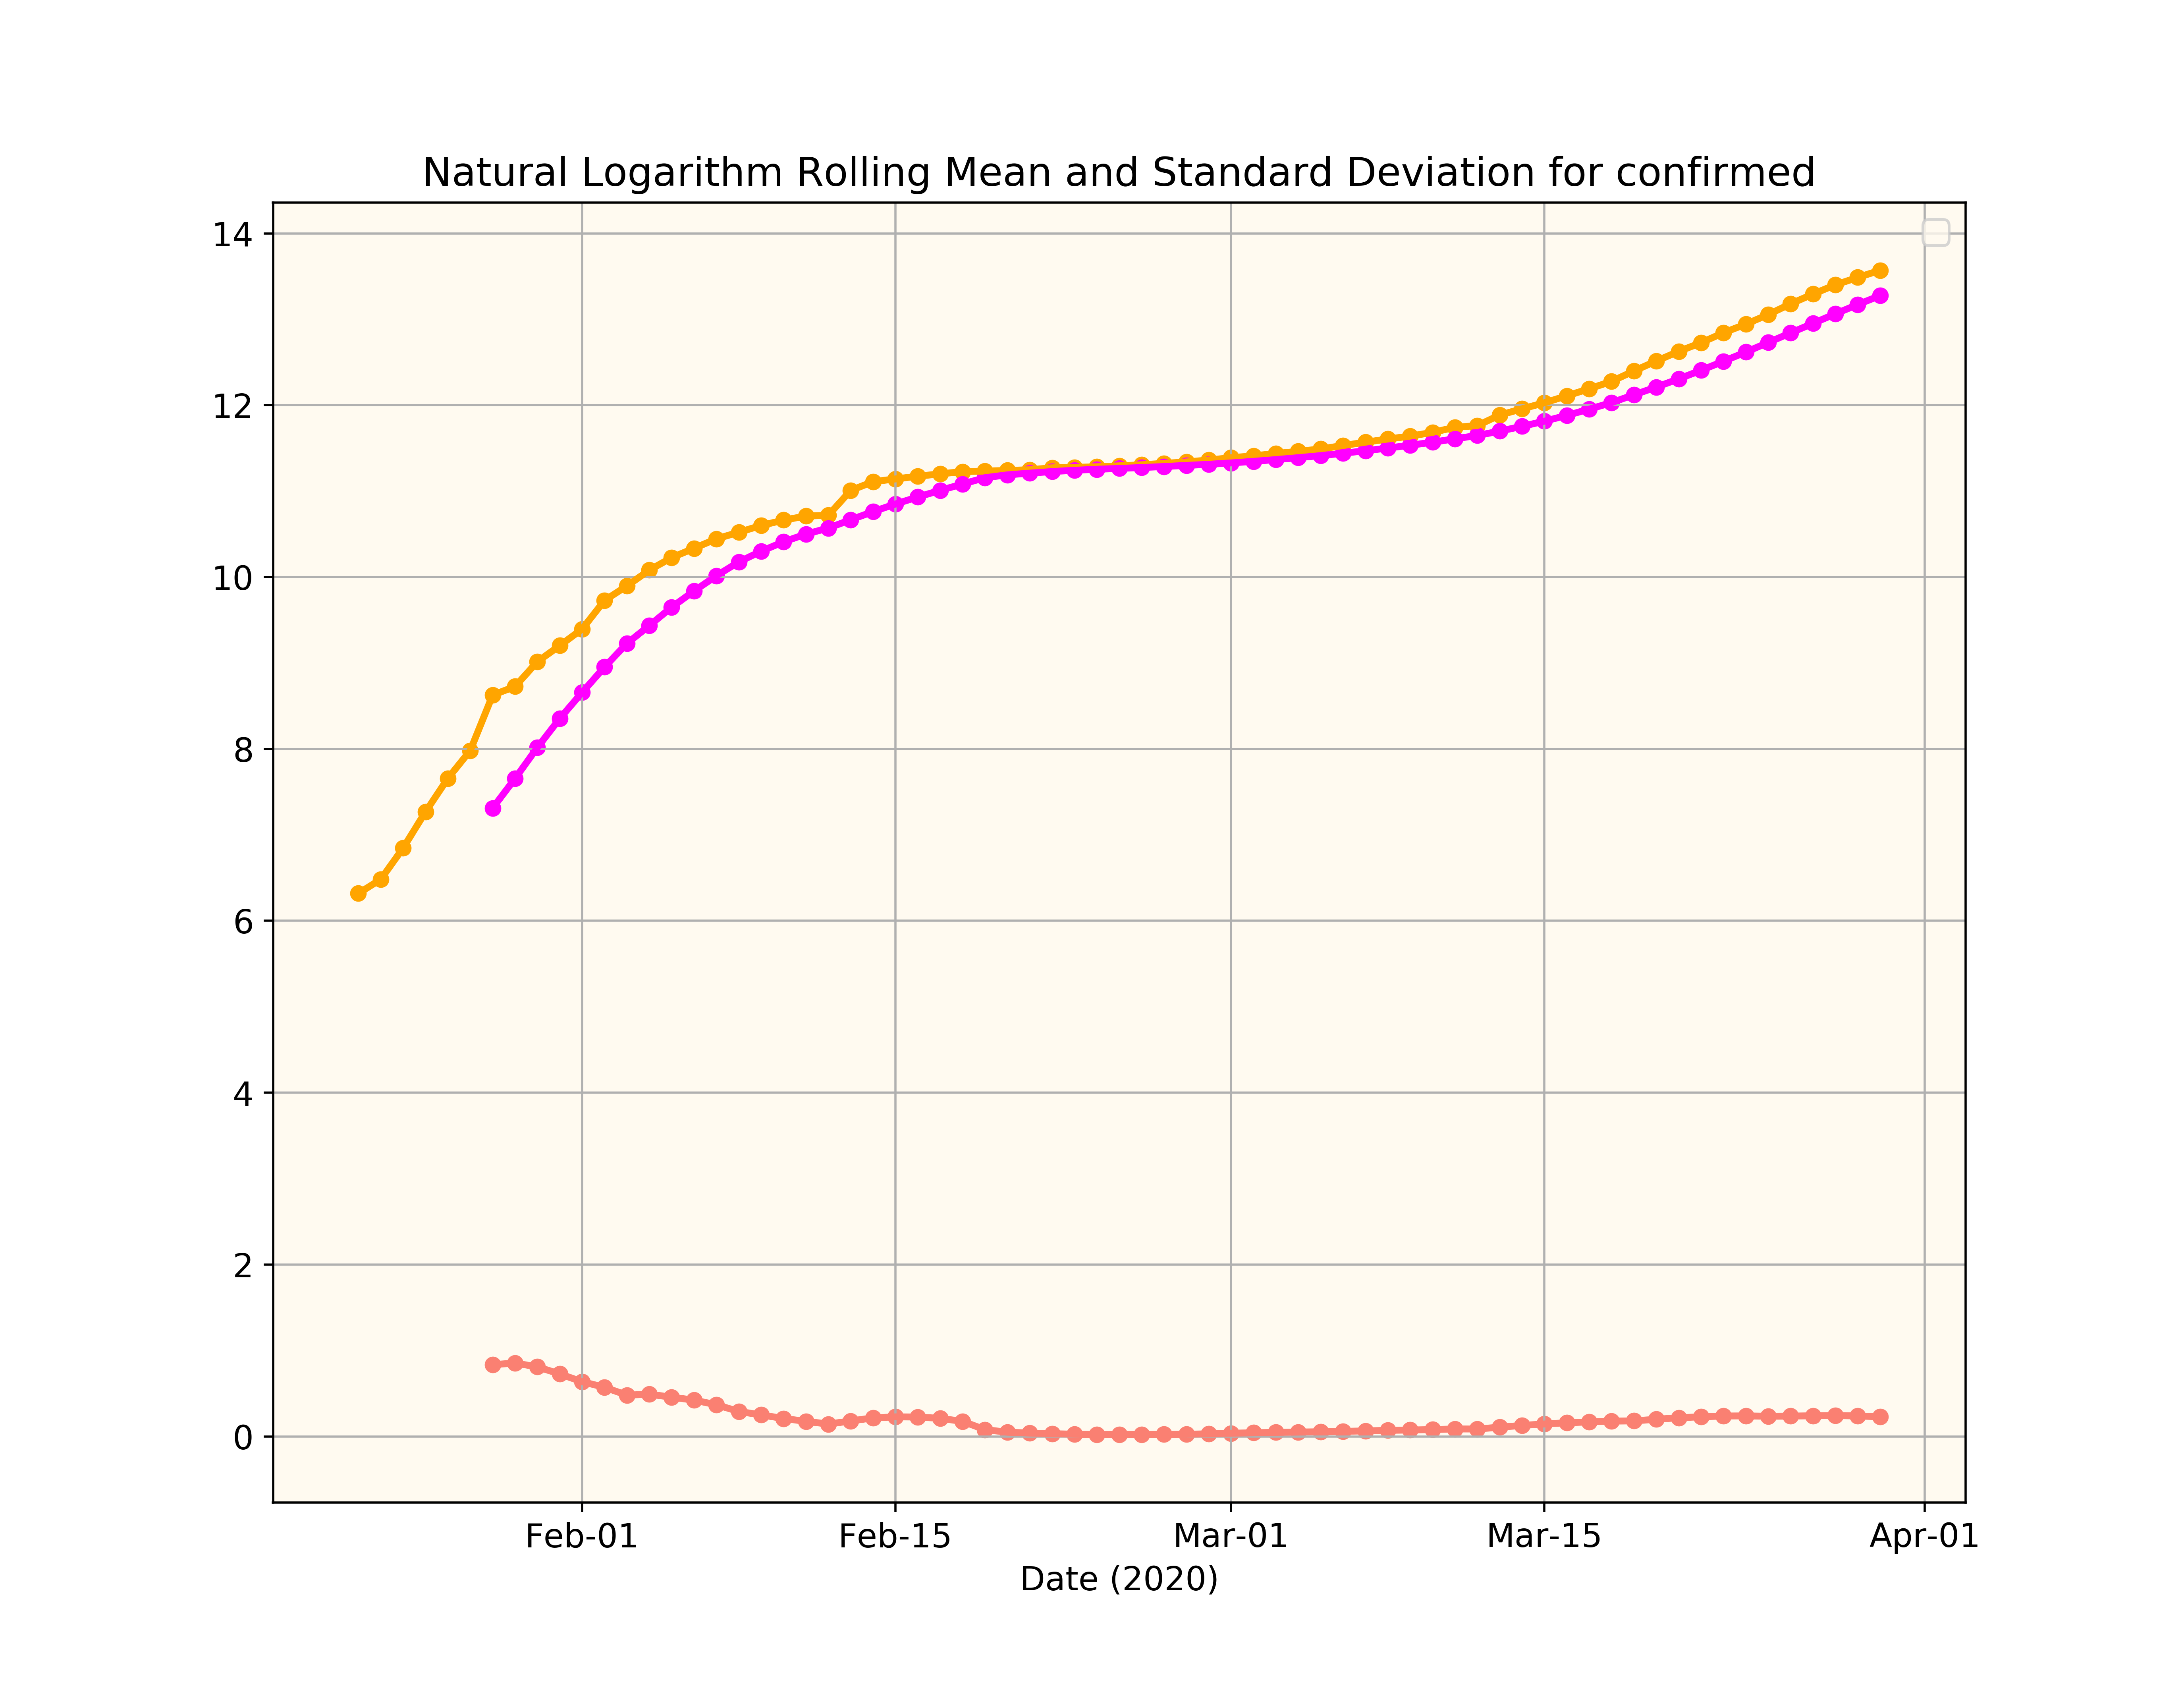 Natural Logarithm Rolling Mean and Standard Deviation for confirmed
14
12
10
8
6
4
2
0
Feb-01 Feb-15 Mar-01 Mar-15 Apr-01
Date (2020)